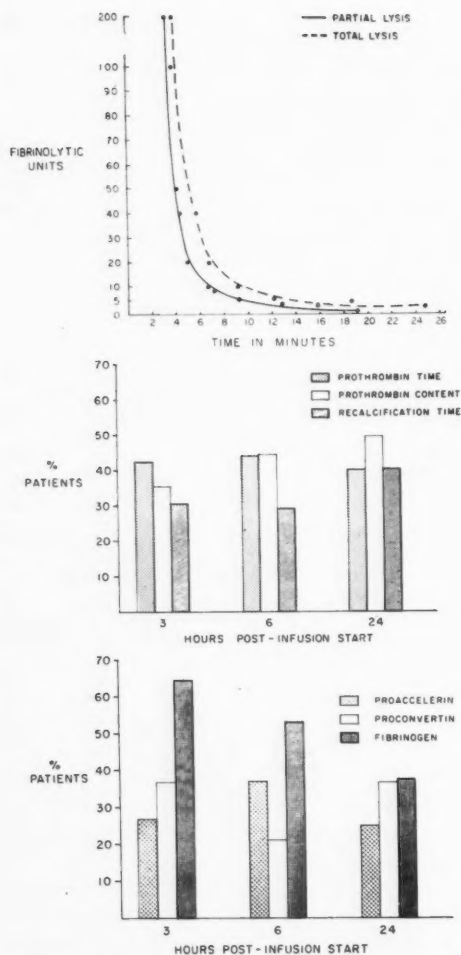 PARTIAL LYSIS
TOTAL LYSIS
200
100
90
80
70
60
50
40
30
20
10
5
0
FIBRINOLYTIC
UNITS
2 4 6 8 10 12 14 16 18 20 22 24 26
TIME IN MINUTES
PROTHROMBIN TIME
PROTHROMBIN CONTENT
RECALCIFICATION TIME
70
60
50
40
30
20
10
%
PATIENTS
3 6 24
HOURS POST-INFUSION START
PROACCELERIN
PROCONVERTIN
FIBRINOGEN
70
60
50
40
30
20
10
%
PATIENTS
3 6 24
HOURS POST-INFUSION START